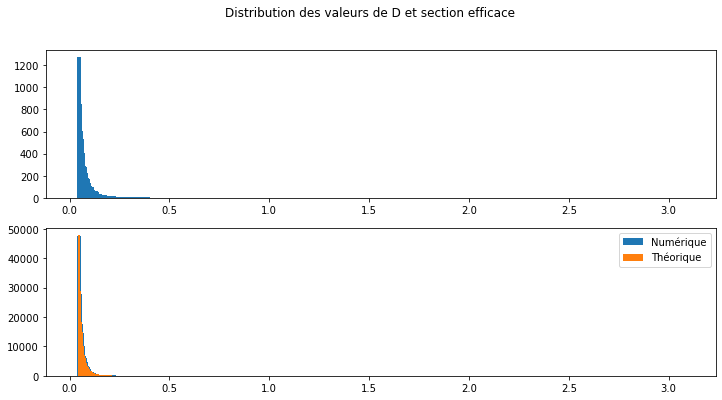 Distribution des valeurs de D et section efficace
1200
1000
800
600
400
200
0
0.0 0.5 1.0 1.5 2.0 2.5 3.0
50000
40000
30000
20000
10000
0
Numérique
Théorique
0.0 0.5 1.0 1.5 2.0 2.5 3.0